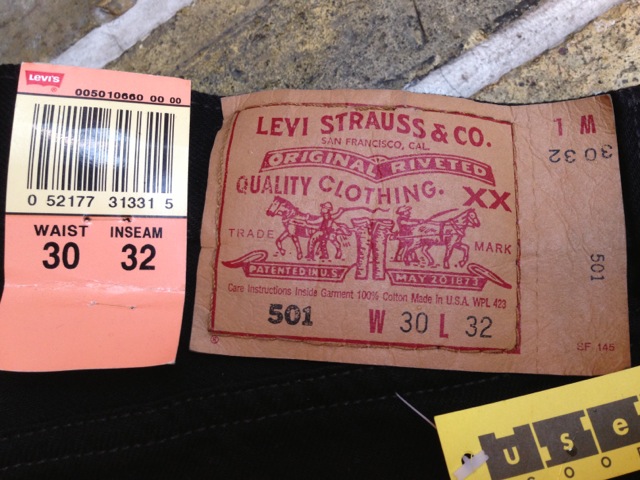 Levi's
005010660 00 00
0 52177 31331 5
WAIST INSEAM
30 32
LEVI STRAUSS & CO.
SAN FRANCISCO, CAL.
ORIGINAL RIVETED
QUALITY CLOTHING.
XX
TRADE MARK
PATENTED IN U.S. MAY 20 1873
Care Instructions Inside Garment 100% Cotton Made in U.S.A. WPL 423
501 W 30 L 32
®
1 M
30 32
501
SF 145
use